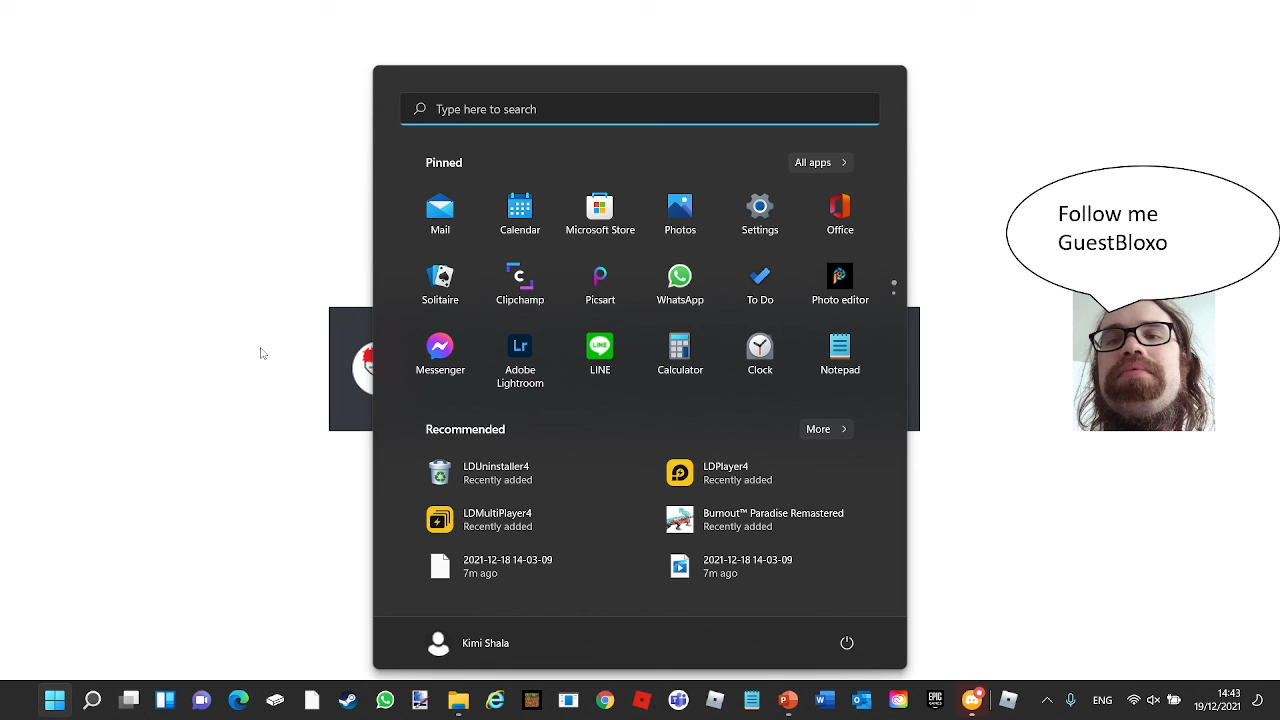 Type here to search
Pinned
All apps
Mail
Calendar
Microsoft Store
Photos
Settings
Office
Solitaire
Clipchamp
Picsart
WhatsApp
To Do
Photo editor
Messenger
Adobe
Lightroom
LINE
Calculator
Clock
Notepad
Recommended
More
LDUninstaller4
Recently added
LDPlayer4
Recently added
LDMultiPlayer4
Recently added
Burnout™ Paradise Remastered
Recently added
2021-12-18 14-03-09
7m ago
2021-12-18 14-03-09
7m ago
Kimi Shala
Follow me
GuestBloxo
ENG
14:45
19/12/2021